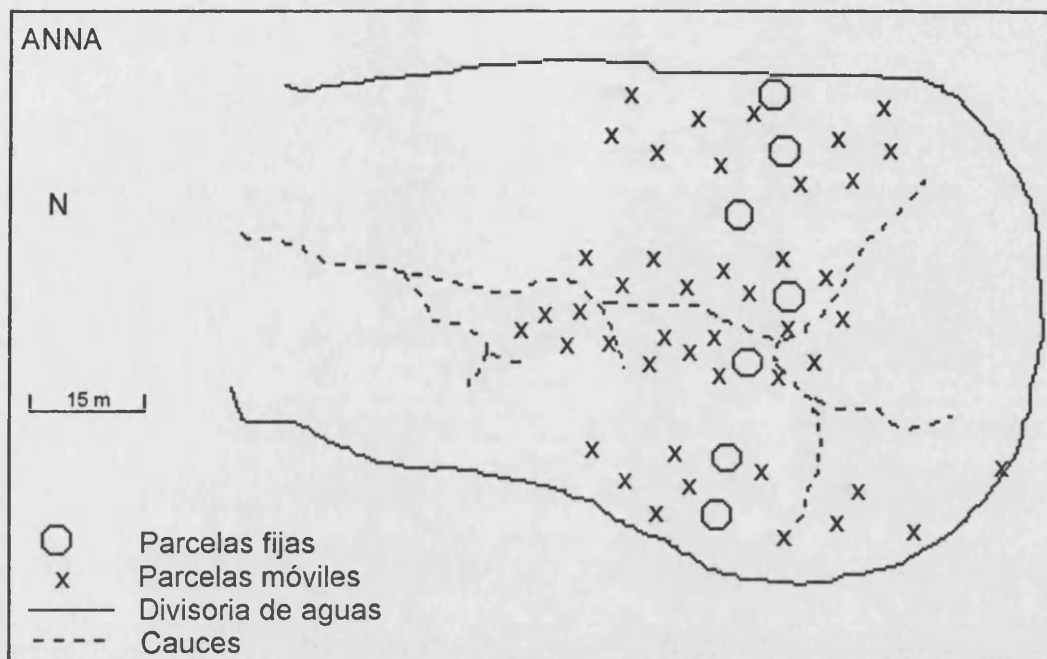 ANNA
N
15 m
Parcelas fijas
x Parcelas móviles
Divisoria de aguas
Cauces